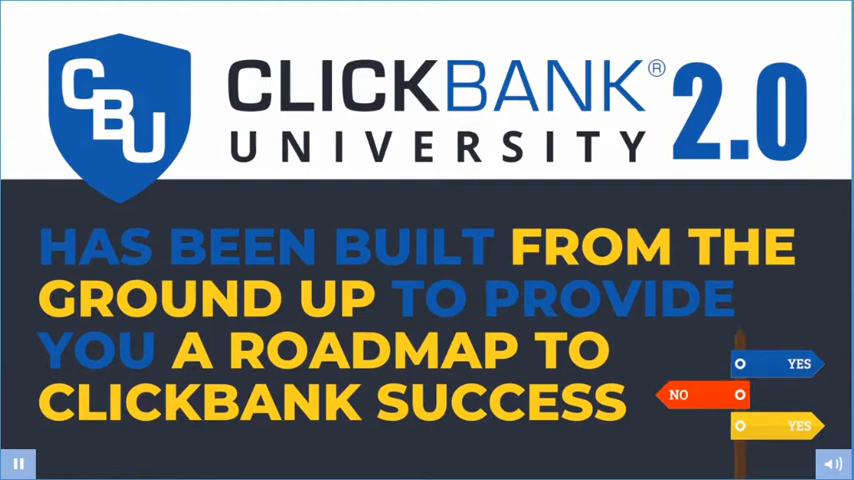 CBU
CLICKBANK® 2.0
UNIVERSITY
HAS BEEN BUILT FROM THE
GROUND UP TO PROVIDE
YOU A ROADMAP TO
CLICKBANK SUCCESS
YES
NO
YES